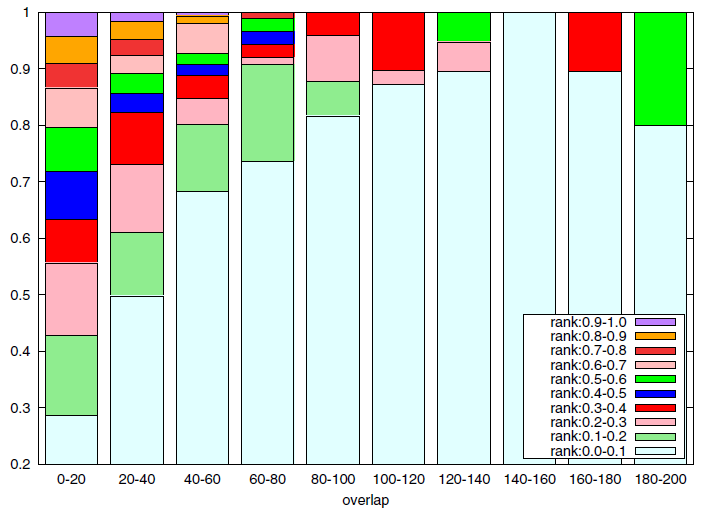 1
0.9
0.8
0.7
0.6
0.5
0.4
0.3
0.2
rank:0.9-1.0
rank:0.8-0.9
rank:0.7-0.8
rank:0.6-0.7
rank:0.5-0.6
rank:0.4-0.5
rank:0.3-0.4
rank:0.2-0.3
rank:0.1-0.2
rank:0.0-0.1
0-20 20-40 40-60 60-80 80-100 100-120 120-140 140-160 160-180 180-200
overlap